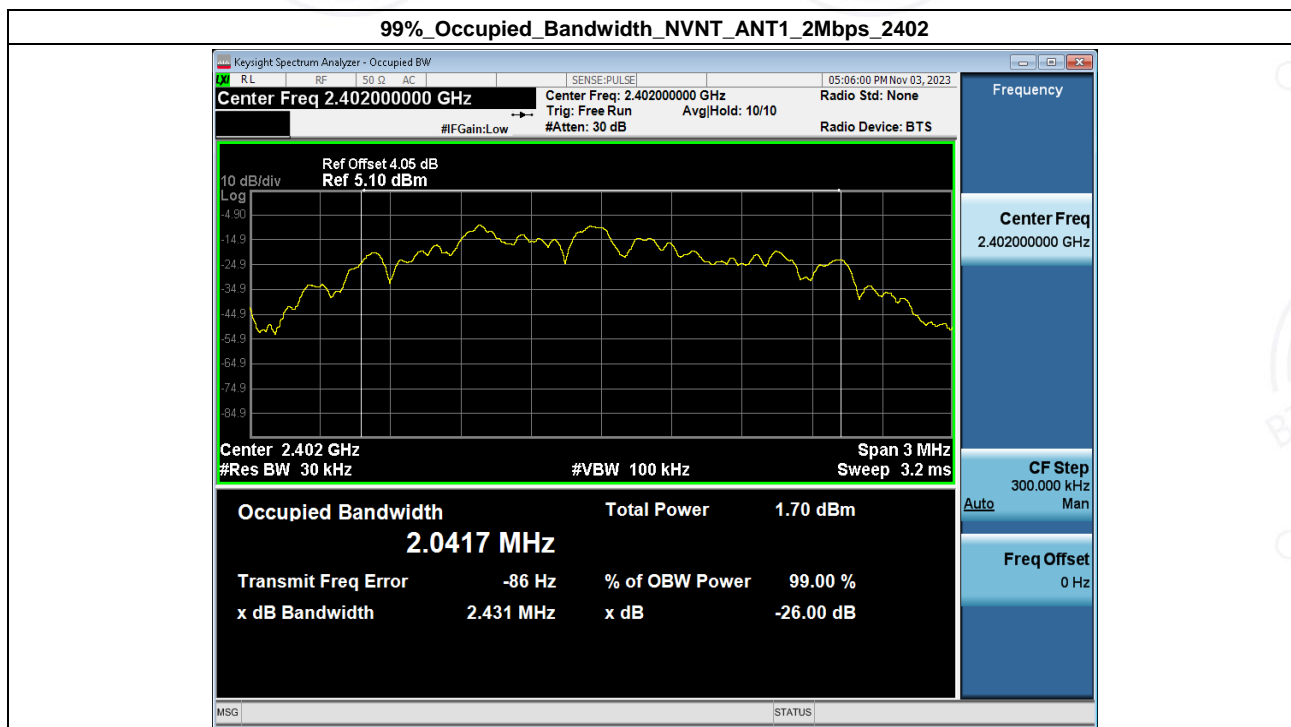 99%_Occupied_Bandwidth_NVNT_ANT1_2Mbps_2402
Keysight Spectrum Analyzer - Occupied BW
LXI RL RF 50 Ω AC SENSE:PULSE 05:06:00 PM Nov 03, 2023
Center Freq 2.402000000 GHz
Center Freq: 2.402000000 GHz Radio Std: None
Trig: Free Run Avg|Hold: 10/10
#IFGain:Low #Atten: 30 dB Radio Device: BTS
Ref Offset 4.05 dB
10 dB/div Ref 5.10 dBm
Log
-4.90
-14.9
-24.9
-34.9
-44.9
-54.9
-64.9
-74.9
-84.9
Center 2.402 GHz Span 3 MHz
#Res BW 30 kHz #VBW 100 kHz Sweep 3.2 ms
Occupied Bandwidth Total Power 1.70 dBm
2.0417 MHz
Transmit Freq Error -86 Hz % of OBW Power 99.00 %
x dB Bandwidth 2.431 MHz x dB -26.00 dB
MSG STATUS
Frequency
Center Freq
2.402000000 GHz
CF Step
300.000 kHz
Auto Man
Freq Offset
0 Hz